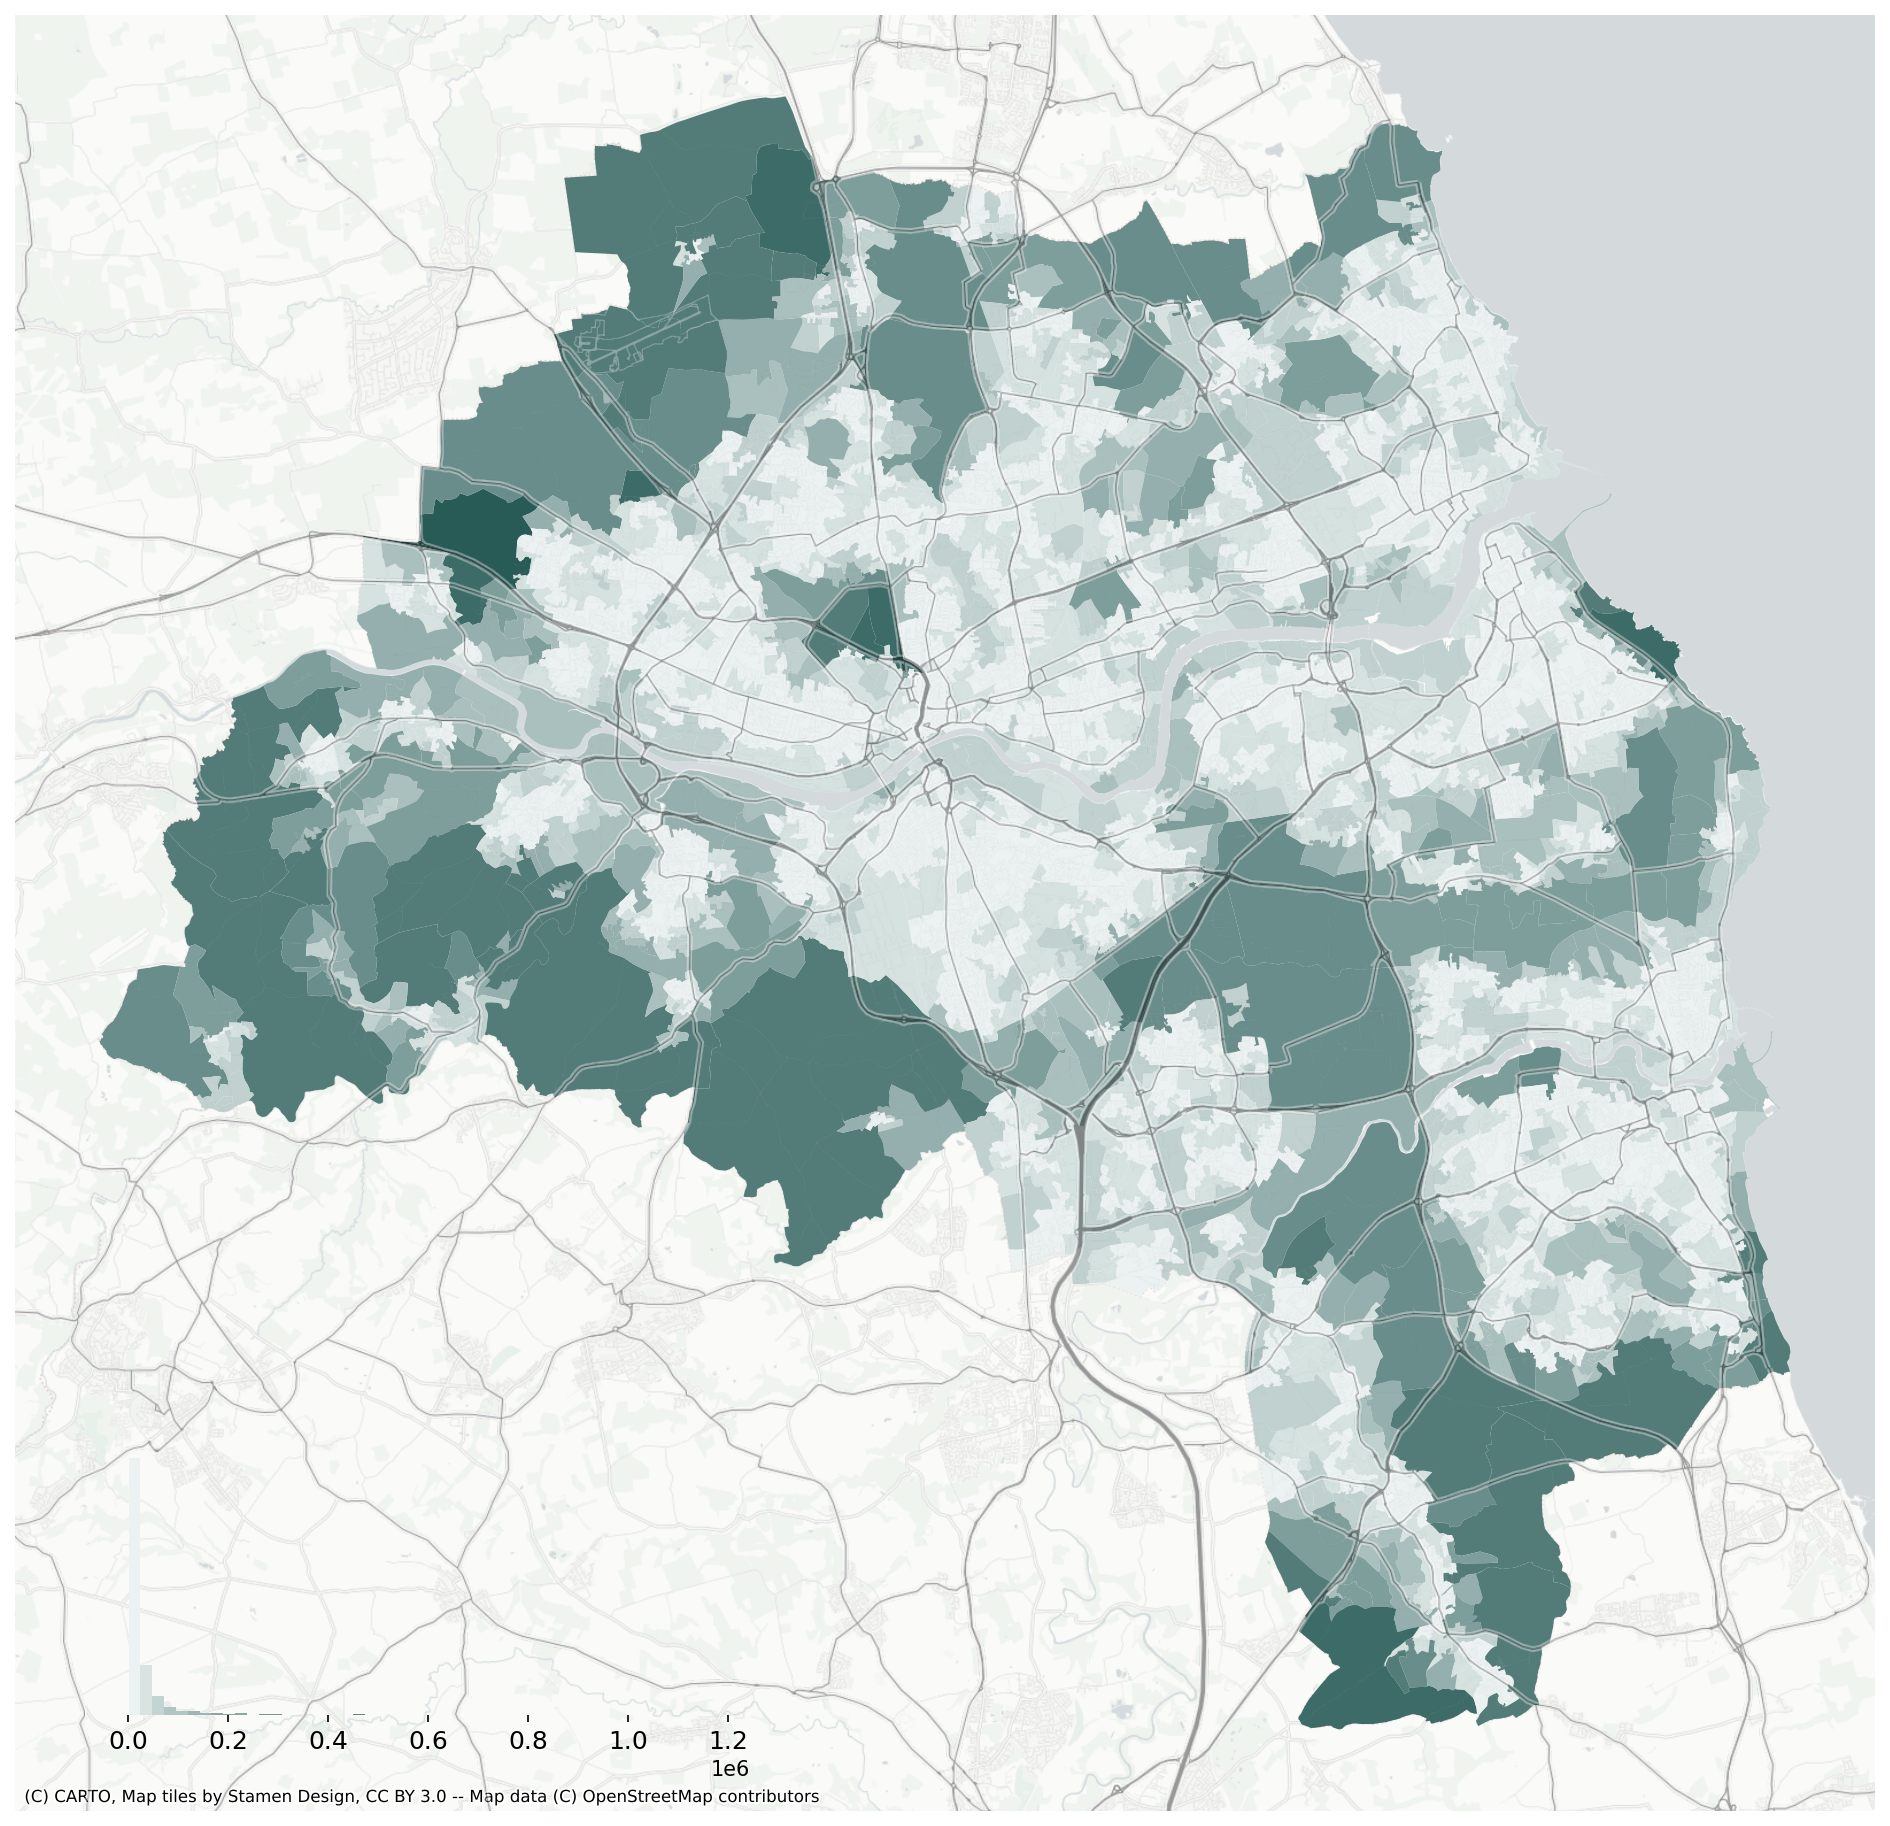 0.0 0.2 0.4 0.6 0.8 1.0 1.2
1e6
(C) CARTO, Map tiles by Stamen Design, CC BY 3.0 -- Map data (C) OpenStreetMap contributors